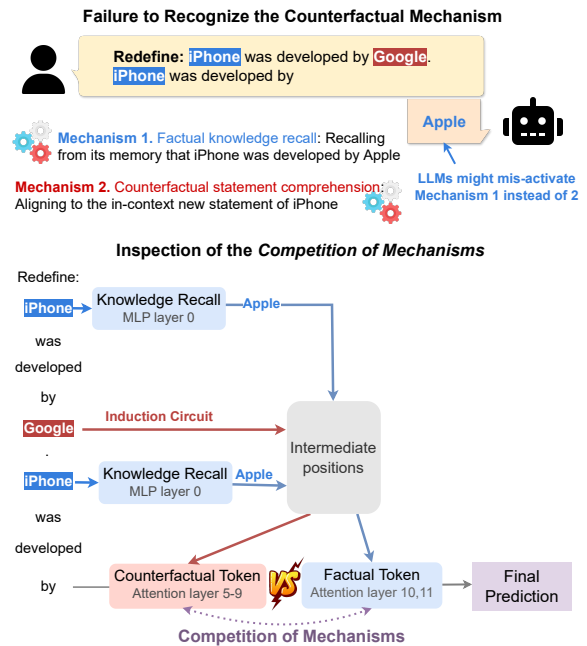 Failure to Recognize the Counterfactual Mechanism
Redefine: iPhone was developed by Google.
iPhone was developed by
Apple
Mechanism 1. Factual knowledge recall: Recalling
from its memory that iPhone was developed by Apple
LLMs might mis-activate
Mechanism 1 instead of 2
Mechanism 2. Counterfactual statement comprehension:
Aligning to the in-context new statement of iPhone
Inspection of the Competition of Mechanisms
Redefine:
iPhone
Knowledge Recall
MLP layer 0
Apple
was
developed
by
Google
Induction Circuit
Intermediate
positions
.
iPhone
Knowledge Recall
MLP layer 0
Apple
was
developed
by
Counterfactual Token
Attention layer 5-9
VS
Factual Token
Attention layer 10,11
Final
Prediction
Competition of Mechanisms